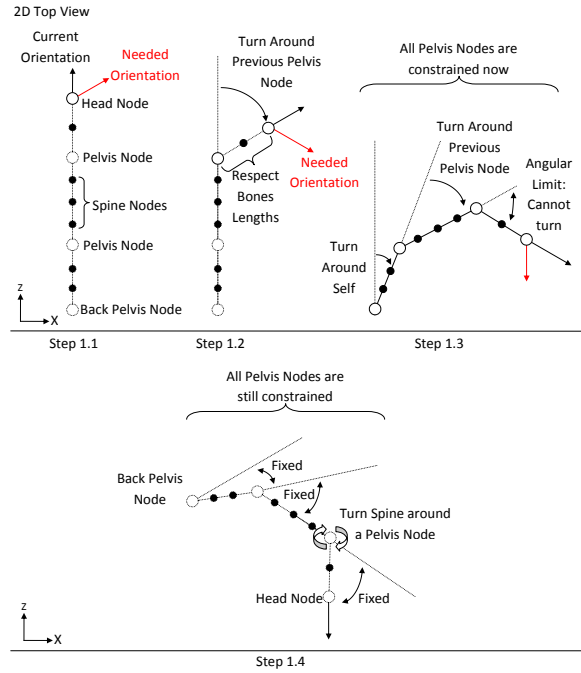 2D Top View
Current
Orientation
Needed
Orientation
Head Node
Pelvis Node
Spine Nodes
Pelvis Node
Back Pelvis Node
Z
X
Step 1.1
Turn Around
Previous Pelvis
Node
Needed
Orientation
Respect
Bones
Lengths
Step 1.2
All Pelvis Nodes are
constrained now
Turn Around
Previous
Pelvis Node
Angular
Limit:
Cannot
turn
Turn
Around
Self
Step 1.3
All Pelvis Nodes are
still constrained
Back Pelvis
Node
Fixed
Fixed
Turn Spine around
a Pelvis Node
Head Node
Fixed
Z
X
Step 1.4